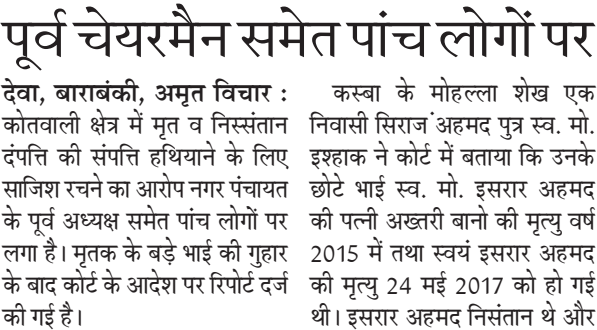 पूर्व चेयरमैन समेत पांच लोगों पर
देवा, बाराबंकी, अमृत विचार :
कोतवाली क्षेत्र में मृत व निस्संतान
दंपत्ति की संपत्ति हथियाने के लिए
साजिश रचने का आरोप नगर पंचायत
के पूर्व अध्यक्ष समेत पांच लोगों पर
लगा है। मृतक के बड़े भाई की गुहार
के बाद कोर्ट के आदेश पर रिपोर्ट दर्ज
की गई है।
कस्बा के मोहल्ला शेख एक
निवासी सिराज अहमद पुत्र स्व. मो.
इश्हाक ने कोर्ट में बताया कि उनके
छोटे भाई स्व. मो. इसरार अहमद
की पत्नी अख्तरी बानो की मृत्यु वर्ष
2015 में तथा स्वयं इसरार अहमद
की मृत्यु 24 मई 2017 को हो गई
थी। इसरार अहमद निसंतान थे और